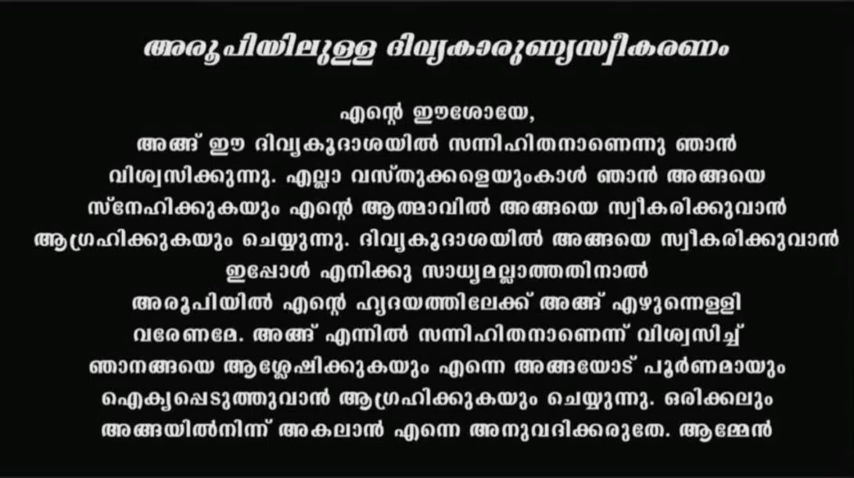 അരൂപിയിലുള്ള ദിവ്യകാരുണ്യസ്വീകരണം
എന്റെ ഈശോയേ,
അങ്ങ് ഈ ദിവ്യകൂദാശയിൽ സന്നിഹിതനാണെന്നു ഞാൻ
വിശ്വസിക്കുന്നു. എല്ലാ വസ്തുക്കളെയുംകാൾ ഞാൻ അങ്ങയെ
സ്നേഹിക്കുകയും എന്റെ ആത്മാവിൽ അങ്ങയെ സ്വീകരിക്കുവാൻ
ആഗ്രഹിക്കുകയും ചെയ്യുന്നു. ദിവ്യകൂദാശയിൽ അങ്ങയെ സ്വീകരിക്കുവാൻ
ഇപ്പോൾ എനിക്കു സാധ്യമല്ലാത്തതിനാൽ
അരൂപിയിൽ എന്റെ ഹൃദയത്തിലേക്ക് അങ്ങ് എഴുന്നെള്ളി
വരേണമേ. അങ്ങ് എന്നിൽ സന്നിഹിതനാണെന്ന് വിശ്വസിച്ച്
ഞാനങ്ങയെ ആശ്ലേഷിക്കുകയും എന്നെ അങ്ങയോട് പൂർണമായും
ഐക്യപ്പെടുത്തുവാൻ ആഗ്രഹിക്കുകയും ചെയ്യുന്നു. ഒരിക്കലും
അങ്ങയിൽനിന്ന് അകലാൻ എന്നെ അനുവദിക്കരുതേ. ആമ്മേൻ